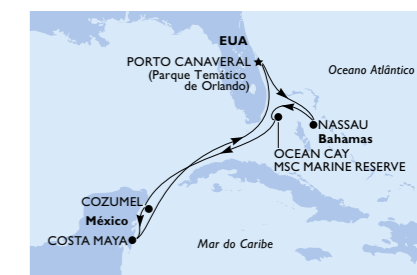 EUA
PORTO CANAVERAL
(Parque Temático
de Orlando)
Oceano Atlântico
NASSAU
Bahamas
OCEAN CAY
MSC MARINE RESERVE
COZUMEL
México
COSTA MAYA
Mar do Caribe